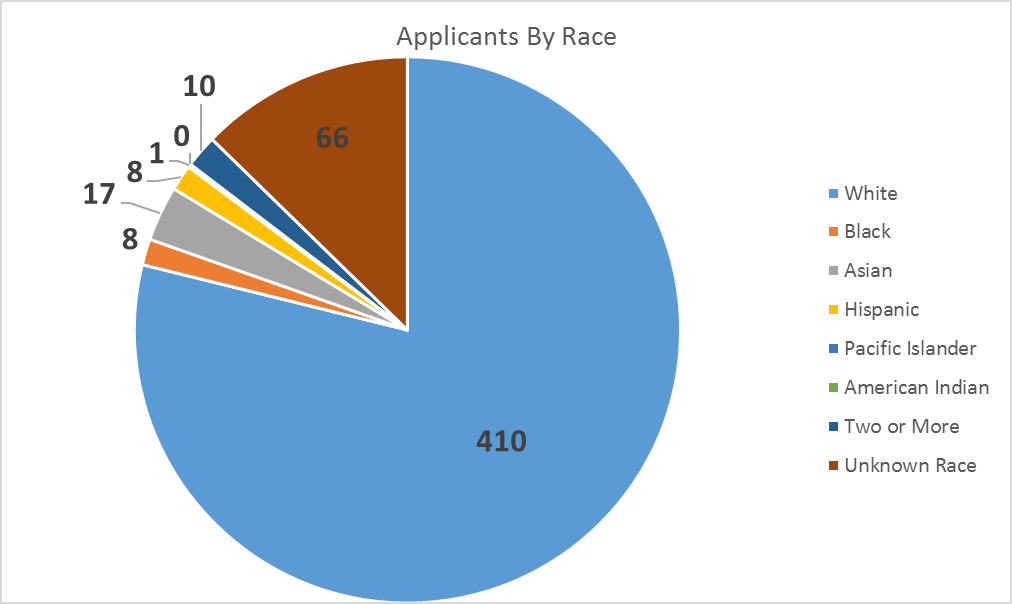 Applicants By Race
10
0
1
8
17
8
66
410
White
Black
Asian
Hispanic
Pacific Islander
American Indian
Two or More
Unknown Race